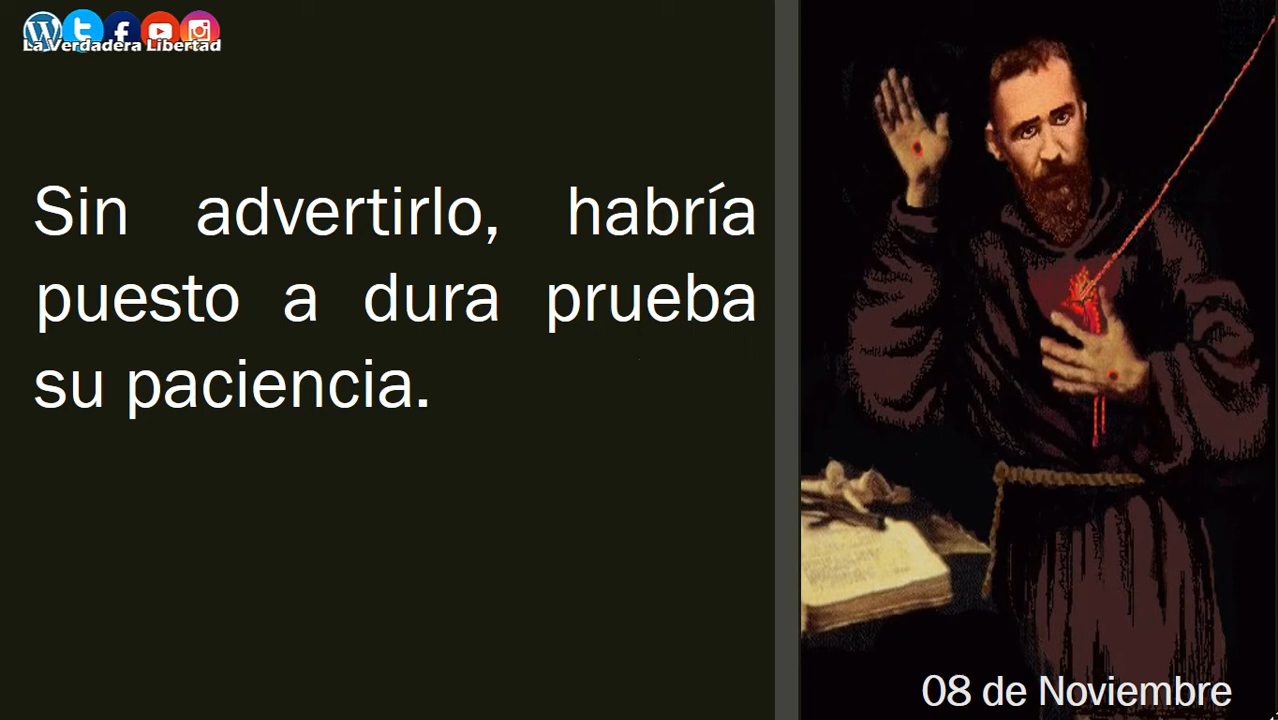 La Verdadera Libertad
Sin advertirlo, habría
puesto a dura prueba
su paciencia.
08 de Noviembre